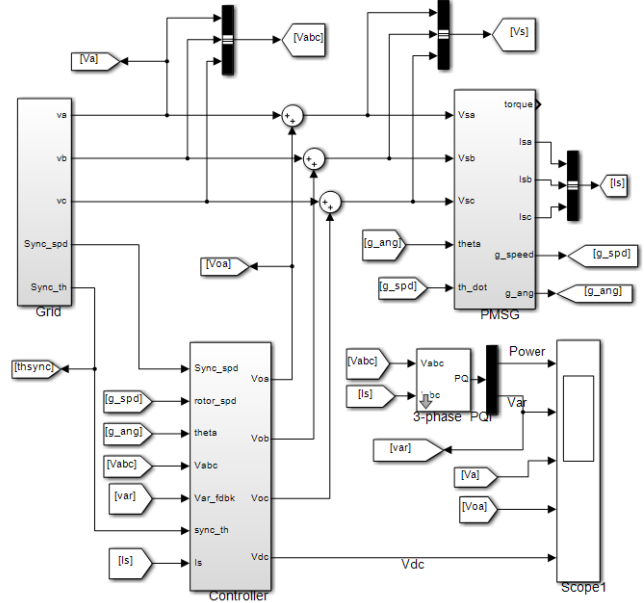 [Va]
[Vabc]
[Vs]
va
vb
vc
Sync_spd
Sync_th
Grid
+
+
+
+
+
+
Vsa
Vsb
Vsc
theta
th_dot
torque
Isa
Isb
Isc
g_speed
g_ang
PMSG
[Is]
[g_spd]
[g_ang]
[g_ang]
[g_spd]
[Voa]
[thsync]
[g_spd]
[g_ang]
[Vabc]
[var]
[Is]
Sync_spd
rotor_spd
theta
Vabc
Var_fdbk
sync_th
Is
Voa
Vob
Voc
Vdc
Controller
[Vabc]
[Is]
Vabc
PQ
3-phase
Power
Var
[var]
[Va]
[Voa]
Vdc
Scope1